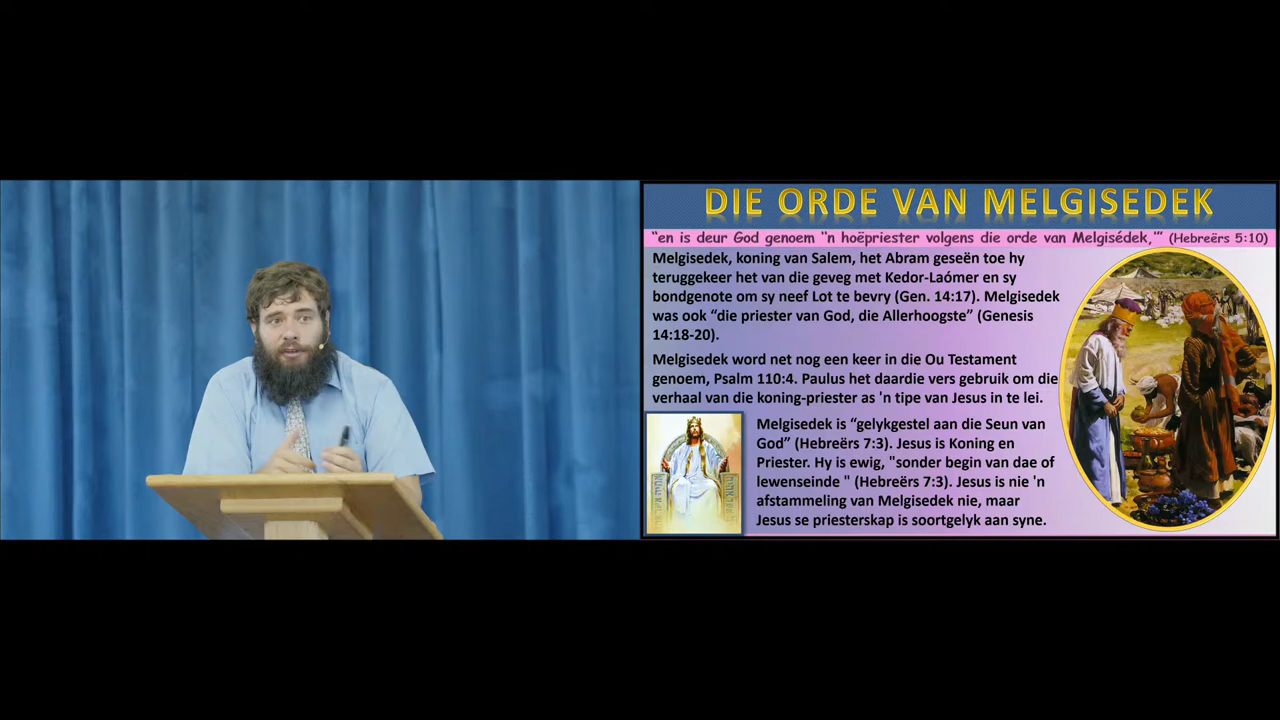 DIE ORDE VAN MELGISEDEK
“en is deur God genoem “n hoëpriester volgens die orde van Melgisédek,’” (Hebreërs 5:10)
Melgisedek, koning van Salem, het Abram geseën toe hy
teruggekeer het van die geveg met Kedor-Laómer en sy
bondgenote om sy neef Lot te bevry (Gen. 14:17). Melgisedek
was ook “die priester van God, die Allerhoogste” (Genesis
14:18-20).
Melgisedek word net nog een keer in die Ou Testament
genoem, Psalm 110:4. Paulus het daardie vers gebruik om die
verhaal van die koning-priester as 'n tipe van Jesus in te lei.
Melgisedek is “gelykgestel aan die Seun van
God” (Hebreërs 7:3). Jesus is Koning en
Priester. Hy is ewig, "sonder begin van dae of
lewenseinde " (Hebreërs 7:3). Jesus is nie 'n
afstammeling van Melgisedek nie, maar
Jesus se priesterskap is soortgelyk aan syne.